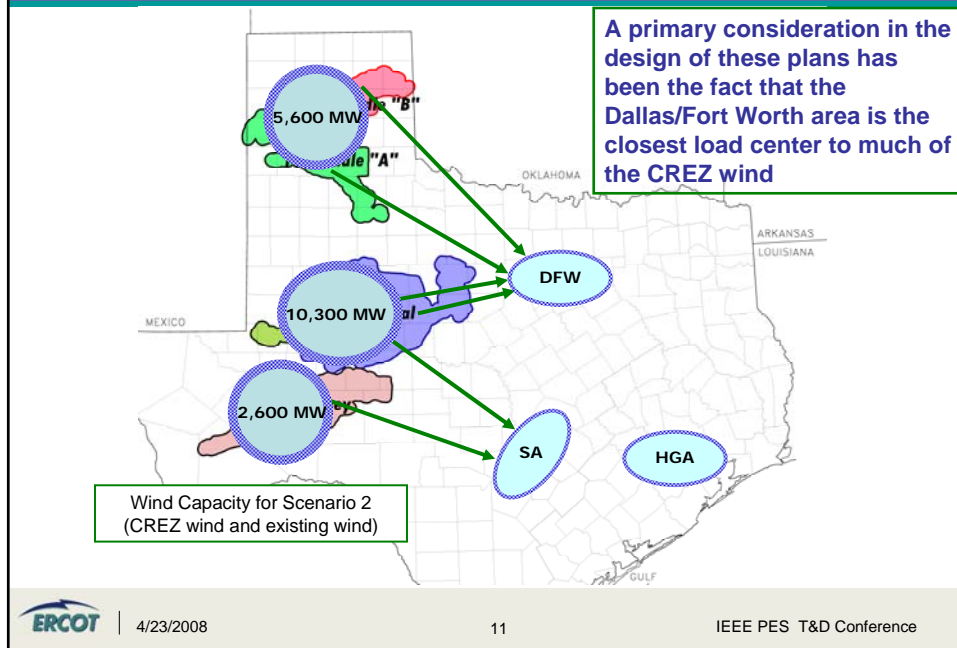 A primary consideration in the
design of these plans has
been the fact that the
Dallas/Fort Worth area is the
closest load center to much of
the CREZ wind
5,600 MW
"B"
"A"
OKLAHOMA
ARKANSAS
LOUISIANA
DFW
10,300 MW
MEXICO
2,600 MW
SA
HGA
Wind Capacity for Scenario 2
(CREZ wind and existing wind)
GULF
ERCOT
4/23/2008
11
IEEE PES T&D Conference